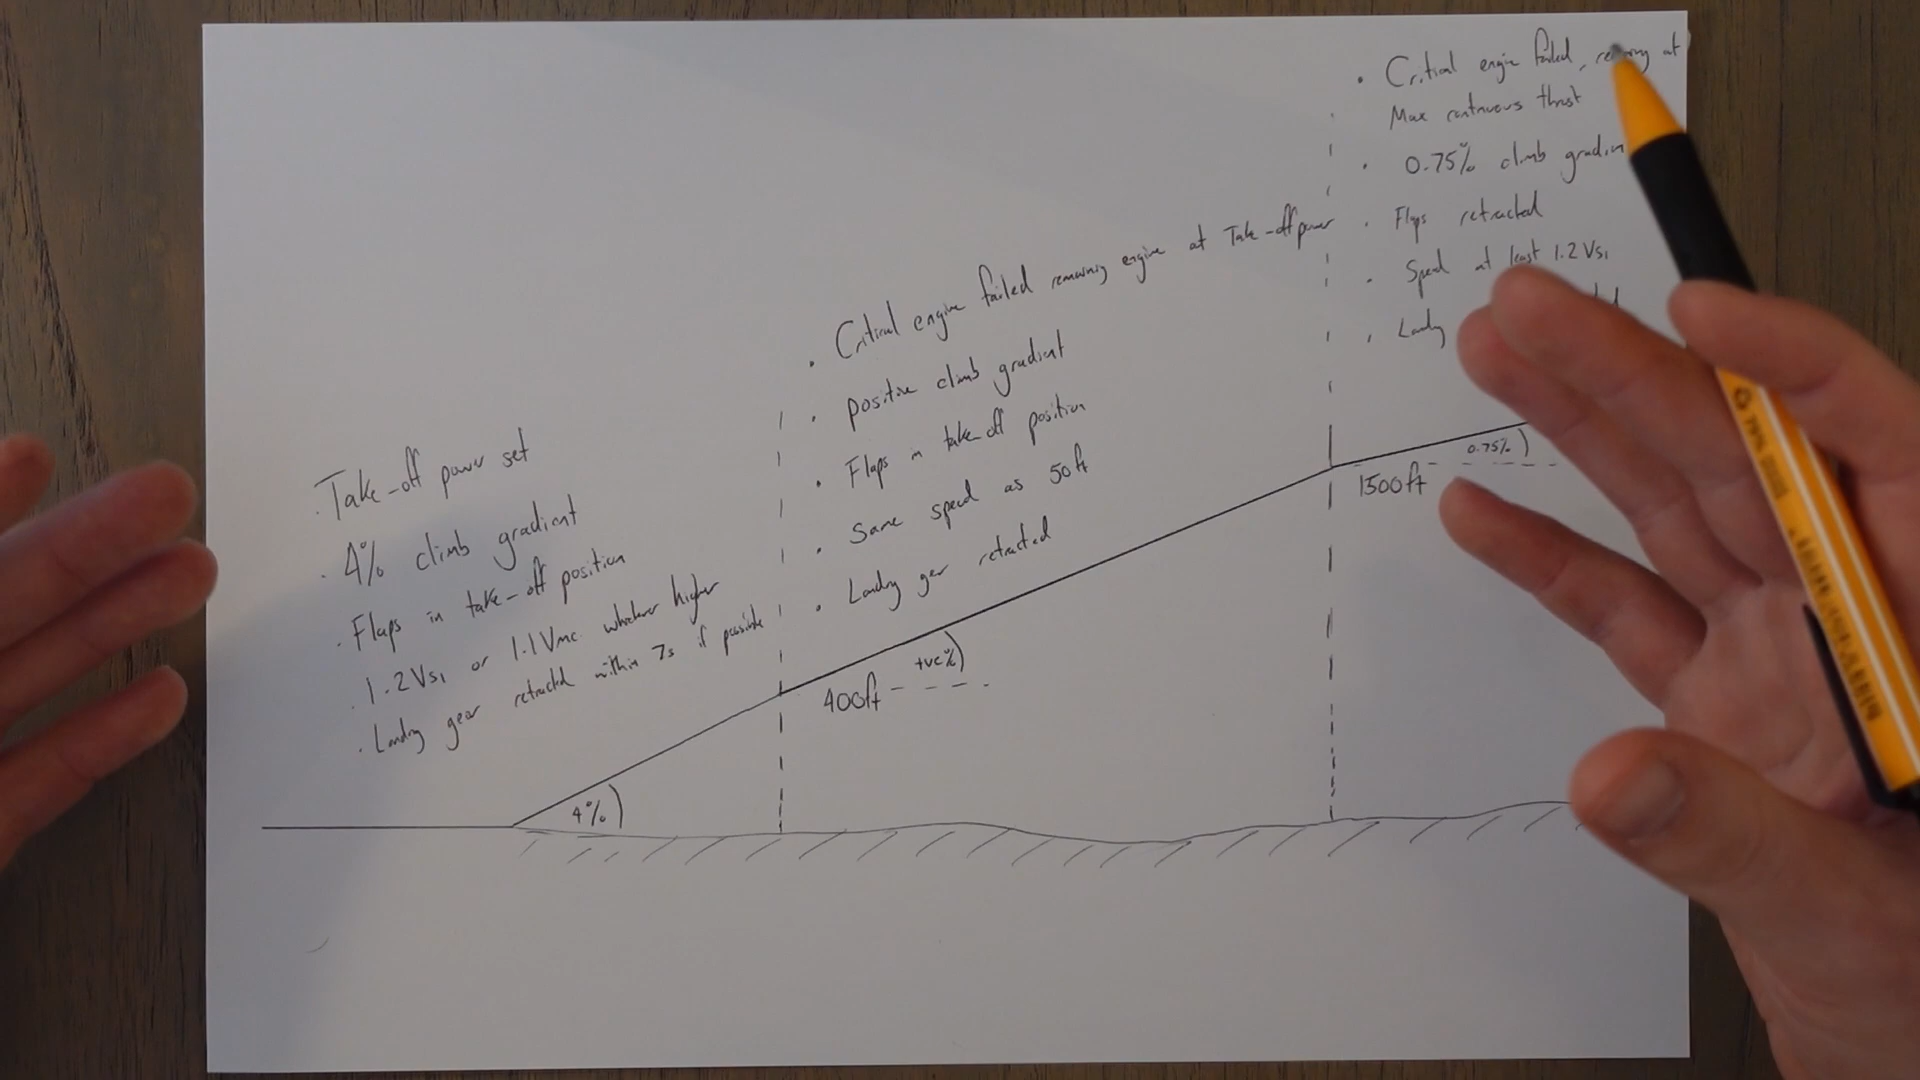 . Take-off power set
. 4% climb gradient
. Flaps in take-off position
. 1.2Vs₁ or 1.1Vmc whichever higher
. Landing gear retracted within 7s if possible
. Critical engine failed remaining engine at Take-off power
. positive climb gradient
. Flaps in take-off position
. Same speed as 50ft
. Landing gear retracted
. Critical engine failed, remaining at
Max continuous thrust
. 0.75% climb
. Flaps retracted
. Speed at least 1.2Vs₁
. Landing
4%
400ft
+ve%
1500ft
0.75%